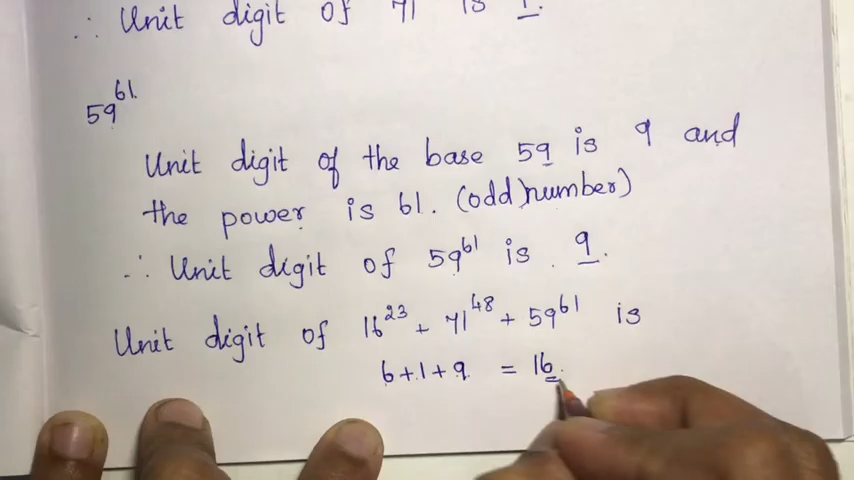 ∴ Unit digit of 71 is 1.
59^61.
Unit digit of the base 59 is 9 and
the power is 61. (odd number)
∴ Unit digit of 59^61 is 9.
Unit digit of 16^23 + 71^48 + 59^61 is
6+1+9 = 16.